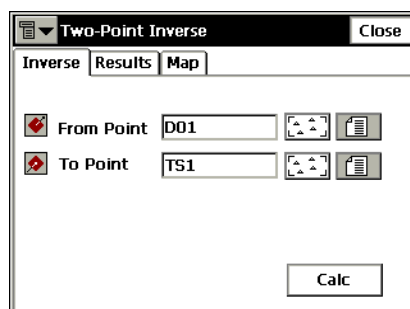 Two-Point Inverse Close
Inverse Results Map
From Point D01
To Point TS1
Calc